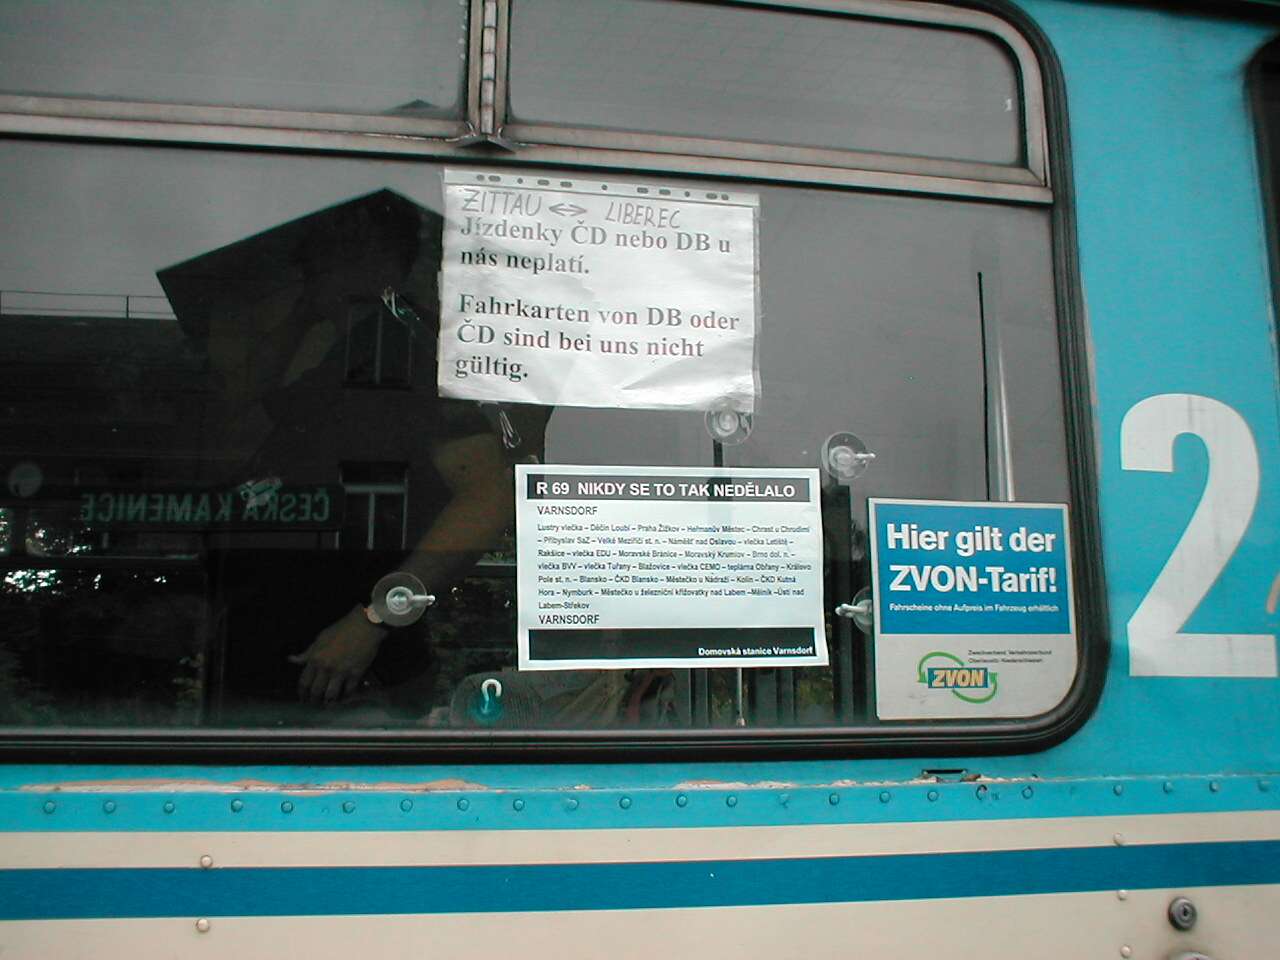 ZITTAU <-> LIBEREC
Jízdenky ČD nebo DB u
nás neplatí.
Fahrkarten von DB oder
ČD sind bei uns nicht
gültig.
R 69 NIKDY SE TO TAK NEDĚLALO
VARNSDORF
Lustry vlečka – Děčín Loubí – Praha Žižkov – Heřmanův Městec – Chrast u Chrudimi
– Přibyslav SaZ – Velké Meziříčí st. n. – Náměšť nad Oslavou – vlečka Letiště –
Rakšice – vlečka EDU – Moravské Bránice – Moravský Krumlov – Brno dol. n. –
vlečka BVV – vlečka Tuřany – Blažovice – vlečka CEMO – teplárna Obřany – Královo
Pole st. n. – Blansko – ČKD Blansko – Městečko u Nádraží – Kolín – ČKD Kutná
Hora – Nymburk – Městečko u železniční křižovatky nad Labem –Mělník –Ústí nad
Labem-Střekov
VARNSDORF
Domovská stanice Varnsdorf
Hier gilt der
ZVON-Tarif!
Fahrscheine ohne Aufpreis im Fahrzeug erhältlich
Zweckverband Verkehrsverbund
Oberlausitz-Niederschlesien
ZVON
2
ČESKÁ KAMENICE